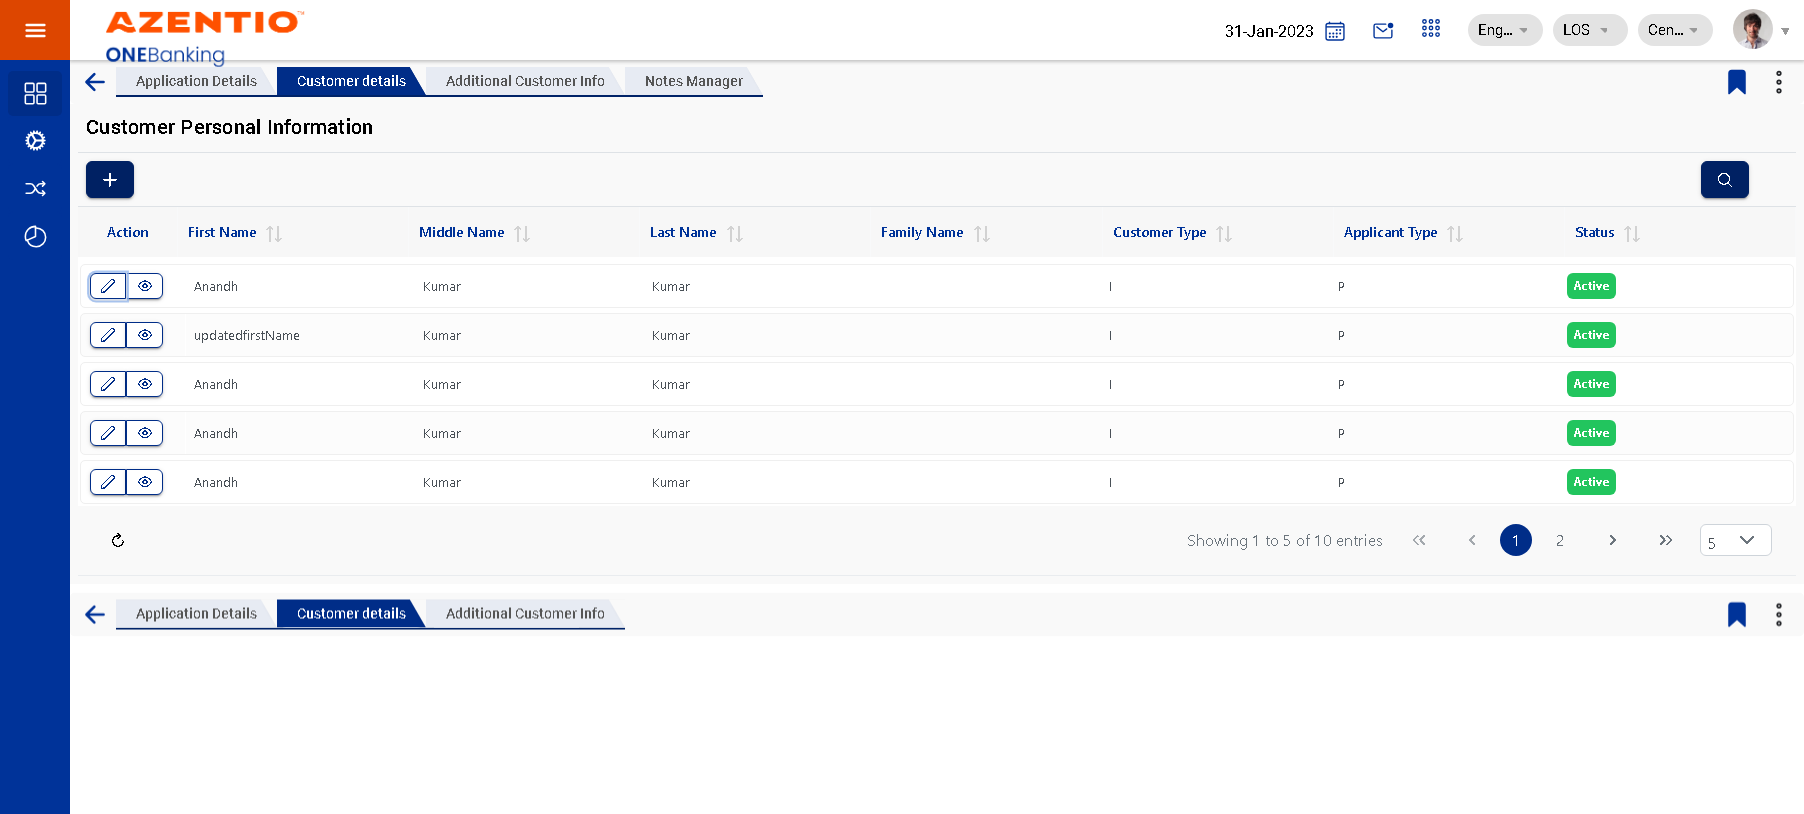 AZENTIO™
ONEBanking
31-Jan-2023 Eng... LOS Cen...
Application Details Customer details Additional Customer Info Notes Manager
Customer Personal Information
Action First Name Middle Name Last Name Family Name Customer Type Applicant Type Status
Anandh Kumar Kumar I P Active
updatedfirstName Kumar Kumar I P Active
Anandh Kumar Kumar I P Active
Anandh Kumar Kumar I P Active
Anandh Kumar Kumar I P Active
Showing 1 to 5 of 10 entries 1 2 5
Application Details Customer details Additional Customer Info